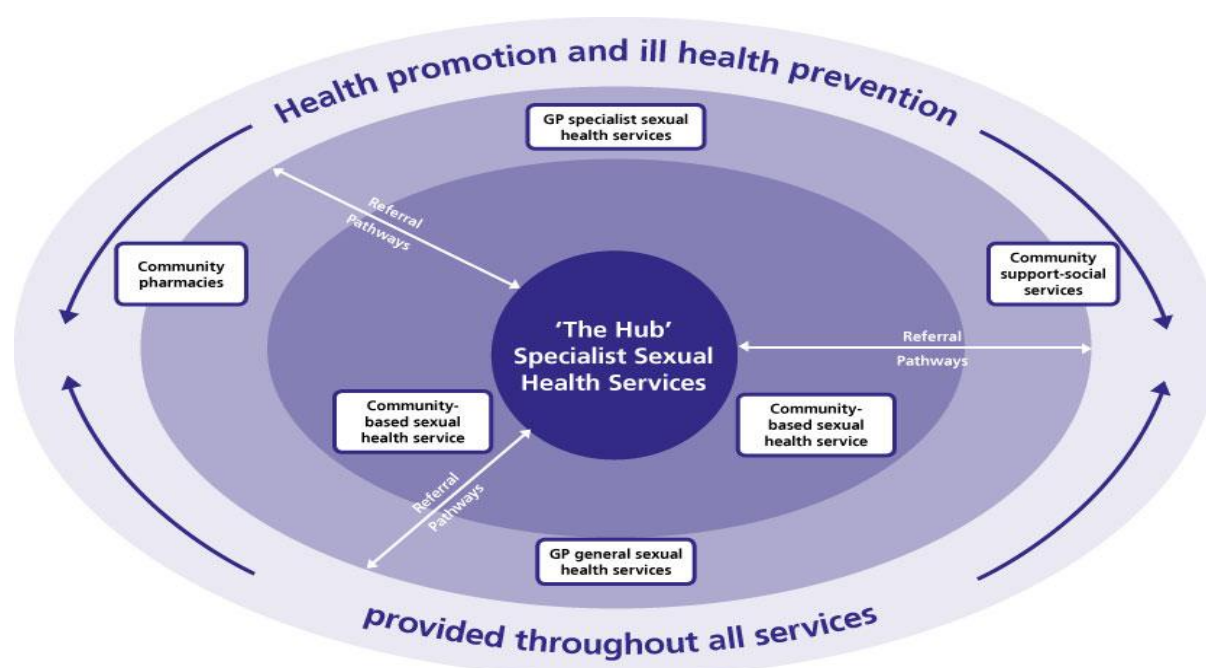 Health promotion and ill health prevention
GP specialist sexual
health services
Referral
Pathways
Community
pharmacies
Community
support-social
services
‘The Hub’
Specialist Sexual
Health Services
Referral
Pathways
Community-
based sexual
health service
Community-
based sexual
health service
Referral
Pathways
GP general sexual
health services
provided throughout all services